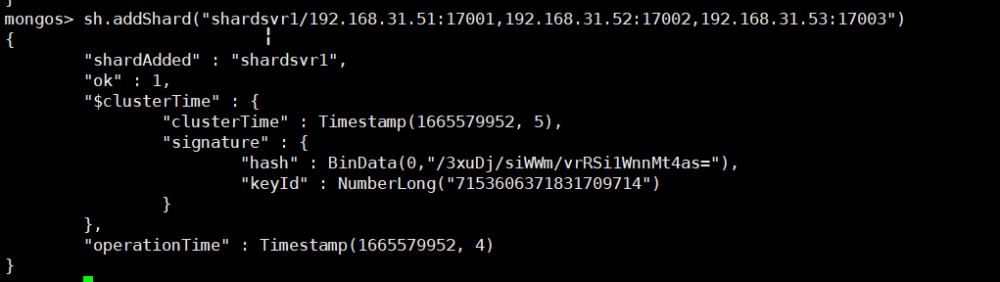 }
mongos> sh.addShard("shardsvr1/192.168.31.51:17001,192.168.31.52:17002,192.168.31.53:17003")
{
        "shardAdded" : "shardsvr1",
        "ok" : 1,
        "$clusterTime" : {
                "clusterTime" : Timestamp(1665579952, 5),
                "signature" : {
                        "hash" : BinData(0,"/3xuDj/siWWm/vrRSi1WnnMt4as="),
                        "keyId" : NumberLong("7153606371831709714")
                }
        },
        "operationTime" : Timestamp(1665579952, 4)
}